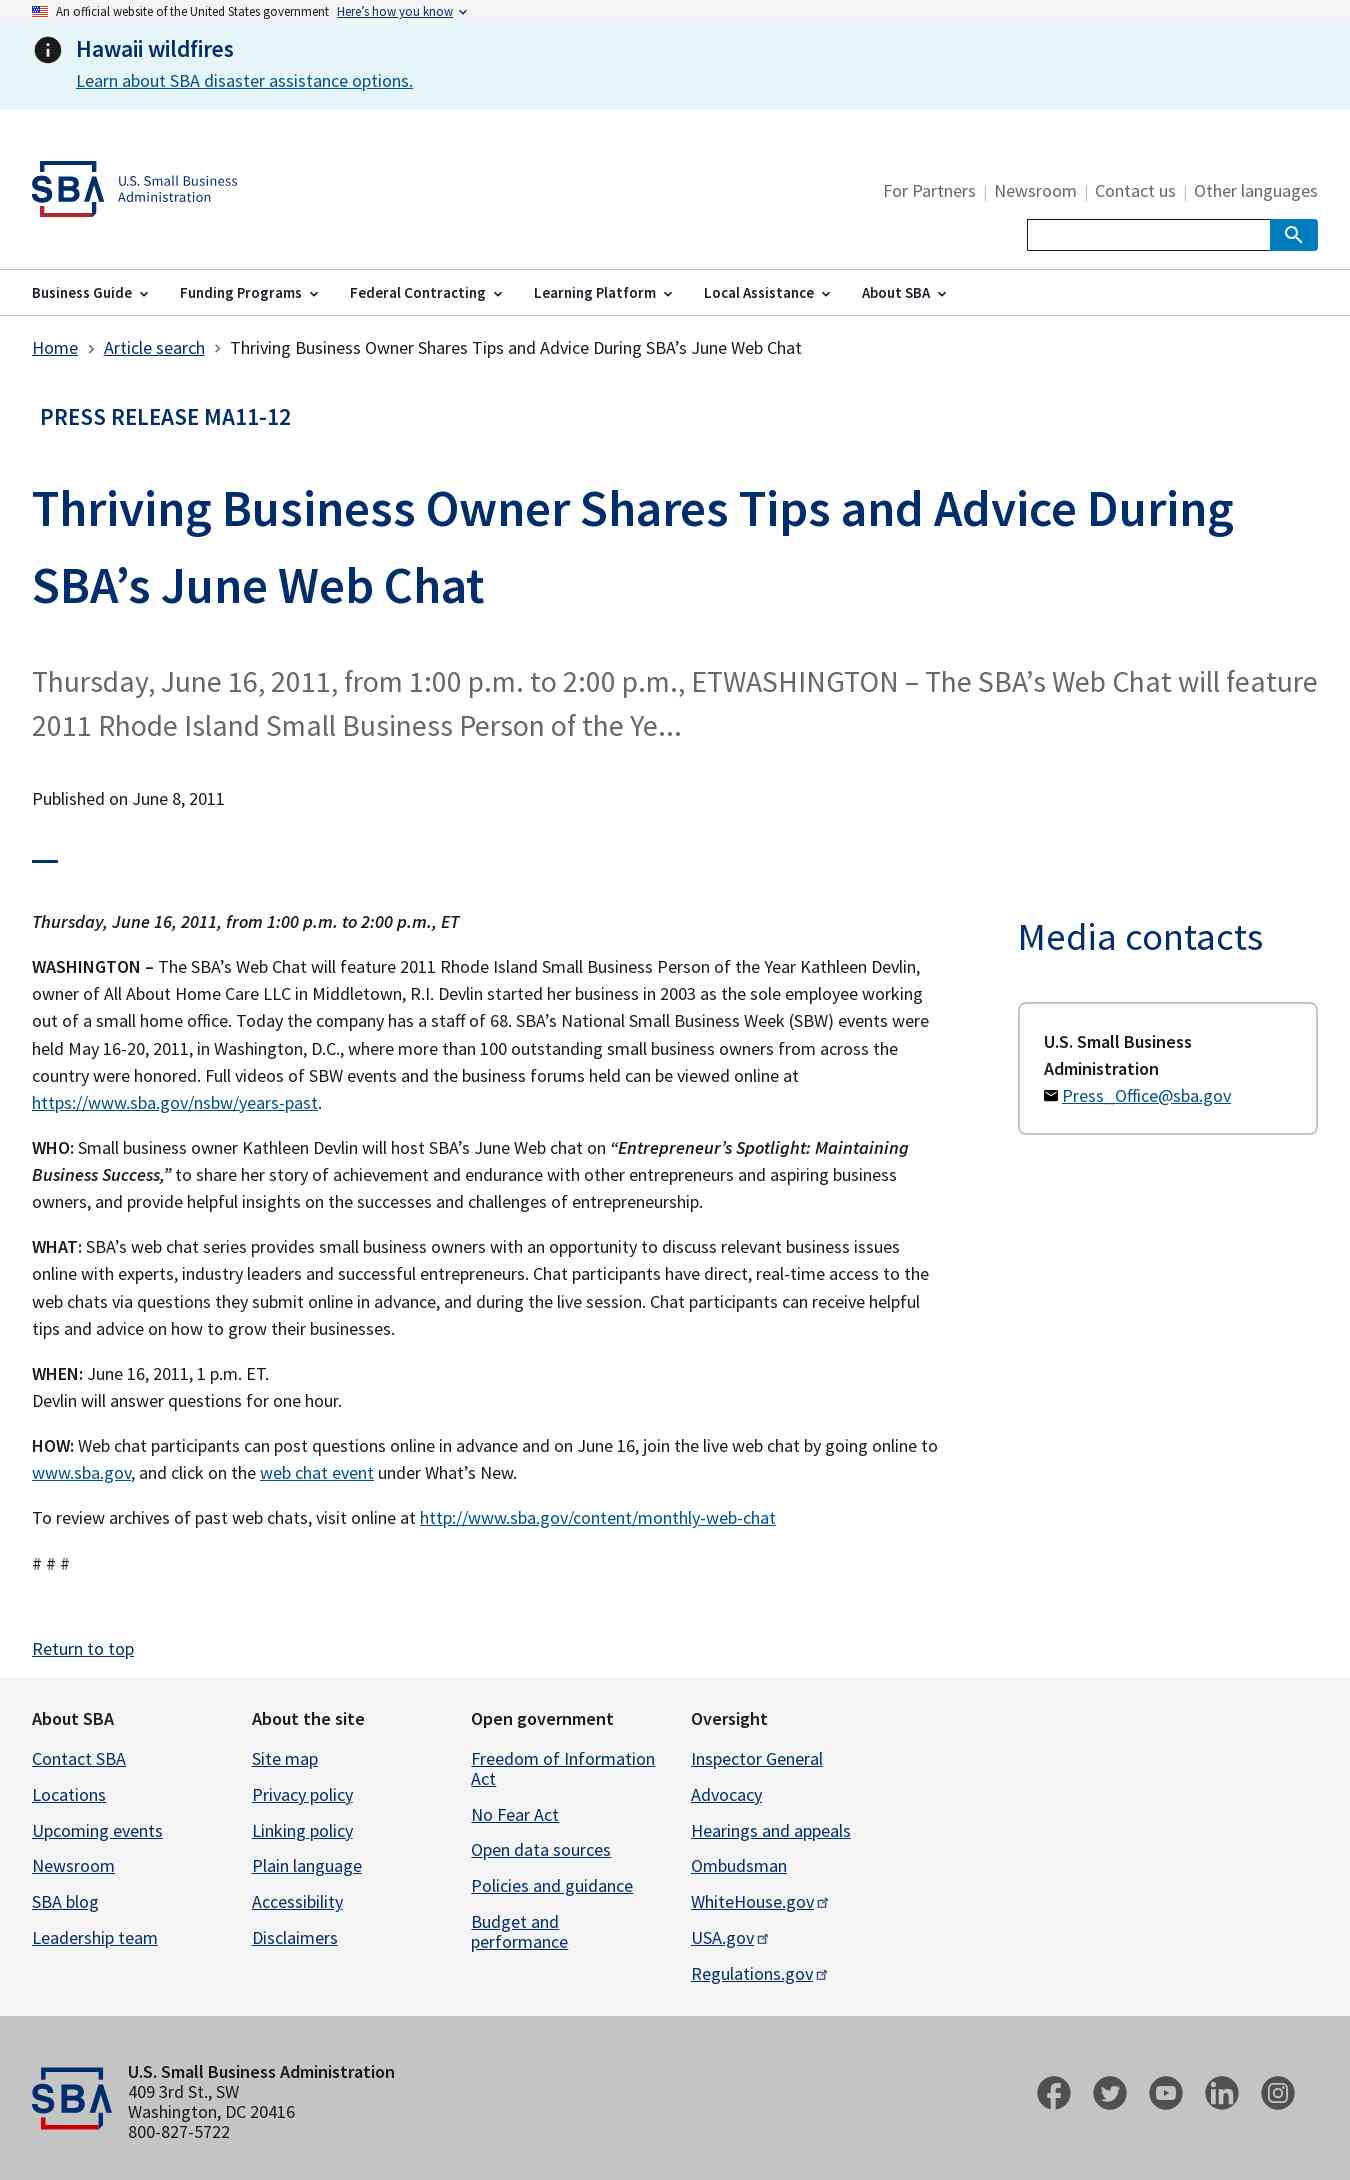 An official website of the United States government Here’s how you know
Hawaii wildfires
Learn about SBA disaster assistance options.
SBA U.S. Small Business
Administration
For Partners | Newsroom | Contact us | Other languages
Business Guide Funding Programs Federal Contracting Learning Platform Local Assistance About SBA
Home > Article search > Thriving Business Owner Shares Tips and Advice During SBA’s June Web Chat
PRESS RELEASE MA11-12
Thriving Business Owner Shares Tips and Advice During
SBA’s June Web Chat
Thursday, June 16, 2011, from 1:00 p.m. to 2:00 p.m., ETWASHINGTON – The SBA’s Web Chat will feature
2011 Rhode Island Small Business Person of the Ye...
Published on June 8, 2011
Thursday, June 16, 2011, from 1:00 p.m. to 2:00 p.m., ET
WASHINGTON – The SBA’s Web Chat will feature 2011 Rhode Island Small Business Person of the Year Kathleen Devlin,
owner of All About Home Care LLC in Middletown, R.I. Devlin started her business in 2003 as the sole employee working
out of a small home office. Today the company has a staff of 68. SBA’s National Small Business Week (SBW) events were
held May 16-20, 2011, in Washington, D.C., where more than 100 outstanding small business owners from across the
country were honored. Full videos of SBW events and the business forums held can be viewed online at
https://www.sba.gov/nsbw/years-past.
WHO: Small business owner Kathleen Devlin will host SBA’s June Web chat on “Entrepreneur’s Spotlight: Maintaining
Business Success,” to share her story of achievement and endurance with other entrepreneurs and aspiring business
owners, and provide helpful insights on the successes and challenges of entrepreneurship.
WHAT: SBA’s web chat series provides small business owners with an opportunity to discuss relevant business issues
online with experts, industry leaders and successful entrepreneurs. Chat participants have direct, real-time access to the
web chats via questions they submit online in advance, and during the live session. Chat participants can receive helpful
tips and advice on how to grow their businesses.
WHEN: June 16, 2011, 1 p.m. ET.
Devlin will answer questions for one hour.
HOW: Web chat participants can post questions online in advance and on June 16, join the live web chat by going online to
www.sba.gov, and click on the web chat event under What’s New.
To review archives of past web chats, visit online at http://www.sba.gov/content/monthly-web-chat
# # #
Media contacts
U.S. Small Business
Administration
Press_Office@sba.gov
Return to top
About SBA
Contact SBA
Locations
Upcoming events
Newsroom
SBA blog
Leadership team
About the site
Site map
Privacy policy
Linking policy
Plain language
Accessibility
Disclaimers
Open government
Freedom of Information
Act
No Fear Act
Open data sources
Policies and guidance
Budget and
performance
Oversight
Inspector General
Advocacy
Hearings and appeals
Ombudsman
WhiteHouse.gov
USA.gov
Regulations.gov
SBA
U.S. Small Business Administration
409 3rd St., SW
Washington, DC 20416
800-827-5722